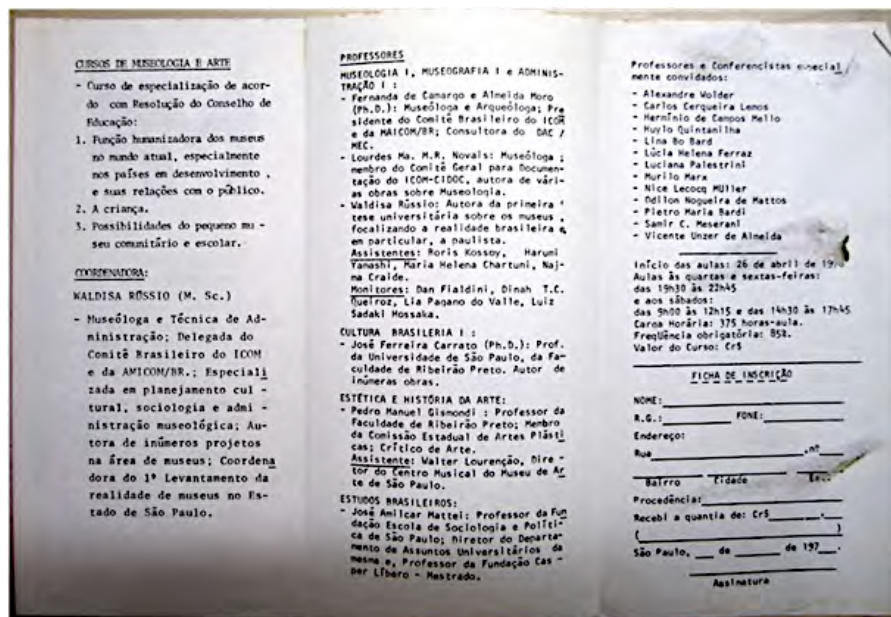 CURSOS DE MUSEOLOGIA E ARTE
- Curso de especialização de acor-
do com Resolução do Conselho de
Educação:
1. Função humanizadora dos museus
no mundo atual, especialmente
nos países em desenvolvimento ,
e suas relações com o público.
2. A criança.
3. Possibilidades do pequeno mu -
seu comunitário e escolar.
COORDENADORA:
WALDISA RÚSSIO (M. Sc.)
- Museóloga e Técnica de Ad-
ministração; Delegada do
Comitê Brasileiro do ICOM
e da AMICOM/BR.; Especiali
zada em planejamento cul -
tural, sociologia e admi -
nistração museológica; Au-
tora de inúmeros projetos
na área de museus; Coordena
dora do 1º Levantamento da
realidade de museus no Es-
tado de São Paulo.
PROFESSORES
MUSEOLOGIA I, MUSEOGRAFIA I e ADMINIS-
TRAÇÃO I :
- Fernanda de Camargo e Almeida Moro
(Ph.D.): Museóloga e Arqueóloga; Pre
sidente do Comitê Brasileiro do ICOM
e da MAICOM/BR; Consultora do DAC /
MEC.
- Lourdes Ma. M.R. Novais: Museóloga ;
membro do Comitê Geral para Documen-
tação do ICOM-CIDOC, autora de vári-
as obras sobre Museologia.
- Valdisa Rüssio: Autora da primeira '
tese universitária sobre os museus ,
focalizando a realidade brasileira e,
em particular, a paulista.
Assistentes: Boris Kossoy, Harumi
Yanashi, Maria Helena Chartuni, Naj-
ma Craide.
Monitores: Dan Fialdini, Dinah T.C.
Queiroz, Lia Pagano do Valle, Luiz
Sadaki Hossaka.
CULTURA BRASILERIA I :
- José Ferreira Carrato (Ph.D.): Prof.
da Universidade de São Paulo, da Fa-
culdade de Ribeirão Preto. Autor de
inúmeras obras.
ESTÉTICA E HISTÓRIA DA ARTE:
- Pedro Manuel Gismondi : Professor da
Faculdade de Ribeirão Preto; Membro
da Comissão Estadual de Artes Plásti
cas; Crítico de Arte.
Assistente: Walter Lourenção, Dire -
tor do Centro Musical do Museu de Ar
te de São Paulo.
ESTUDOS BRASILEIROS:
- José Amilcar Mattei: Professor da Fun
dação Escola de Sociologia e Políti-
ca de São Paulo; Diretor do Departa-
mento de Assuntos Universitários da
mesma e, Professor da Fundação Cas -
per Líbero - Mestrado.
Professores e Conferencistas especial
mente convidados:
- Alexandre Wolder
- Carlos Cerqueira Lemos
- Hermínio de Campos Mello
- Huylo Quintanilha
- Lina Bo Bard
- Lúcia Helena Ferraz
- Luciana Palestrini
- Murilo Marx
- Nice Lecocq Müller
- Odilon Nogueira de Mattos
- Pietro Maria Bardi
- Samir C. Meserani
- Vicente Unzer de Almeida
Início das aulas: 26 de abril de
Aulas às quartas e sextas-feiras:
das 19h30 às 22h45
e aos sábados:
das 9h00 às 12h15 e das 14h30 às 17h45
Carga Horária: 375 horas-aula.
Freqüência obrigatória: 85%.
Valor do Curso: Cr$
FICHA DE INSCRIÇÃO
NOME:
R.G.: FONE:
Endereço:
Rua ,nº
Bairro Cidade
Procedência:
Recebi a quantia de: Cr$ , .
( )
São Paulo, de de 197 .
Assinatura